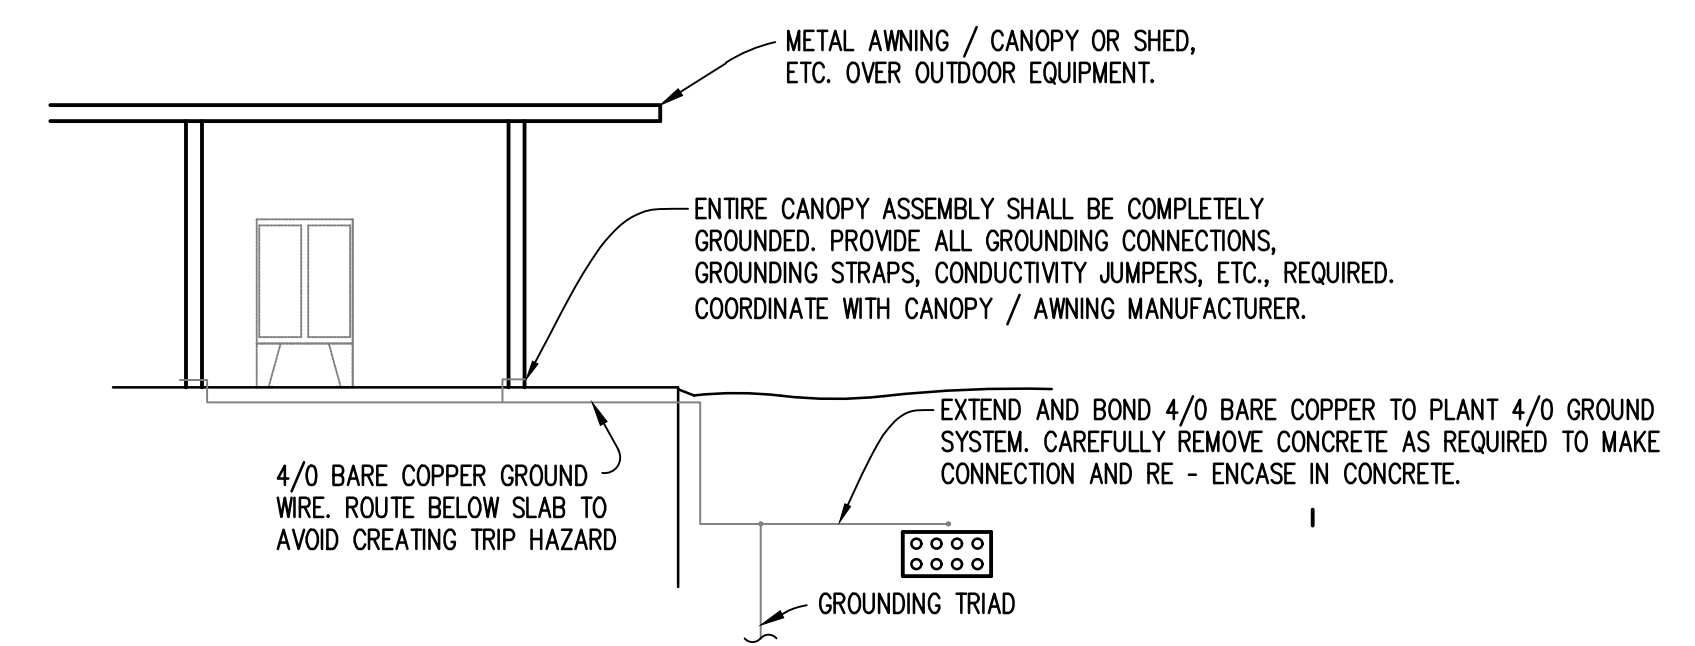 METAL AWNING / CANOPY OR SHED,
ETC. OVER OUTDOOR EQUIPMENT.
ENTIRE CANOPY ASSEMBLY SHALL BE COMPLETELY
GROUNDED. PROVIDE ALL GROUNDING CONNECTIONS,
GROUNDING STRAPS, CONDUCTIVITY JUMPERS, ETC., REQUIRED.
COORDINATE WITH CANOPY / AWNING MANUFACTURER.
EXTEND AND BOND 4/0 BARE COPPER TO PLANT 4/0 GROUND
SYSTEM. CAREFULLY REMOVE CONCRETE AS REQUIRED TO MAKE
CONNECTION AND RE - ENCASE IN CONCRETE.
4/0 BARE COPPER GROUND
WIRE. ROUTE BELOW SLAB TO
AVOID CREATING TRIP HAZARD
GROUNDING TRIAD